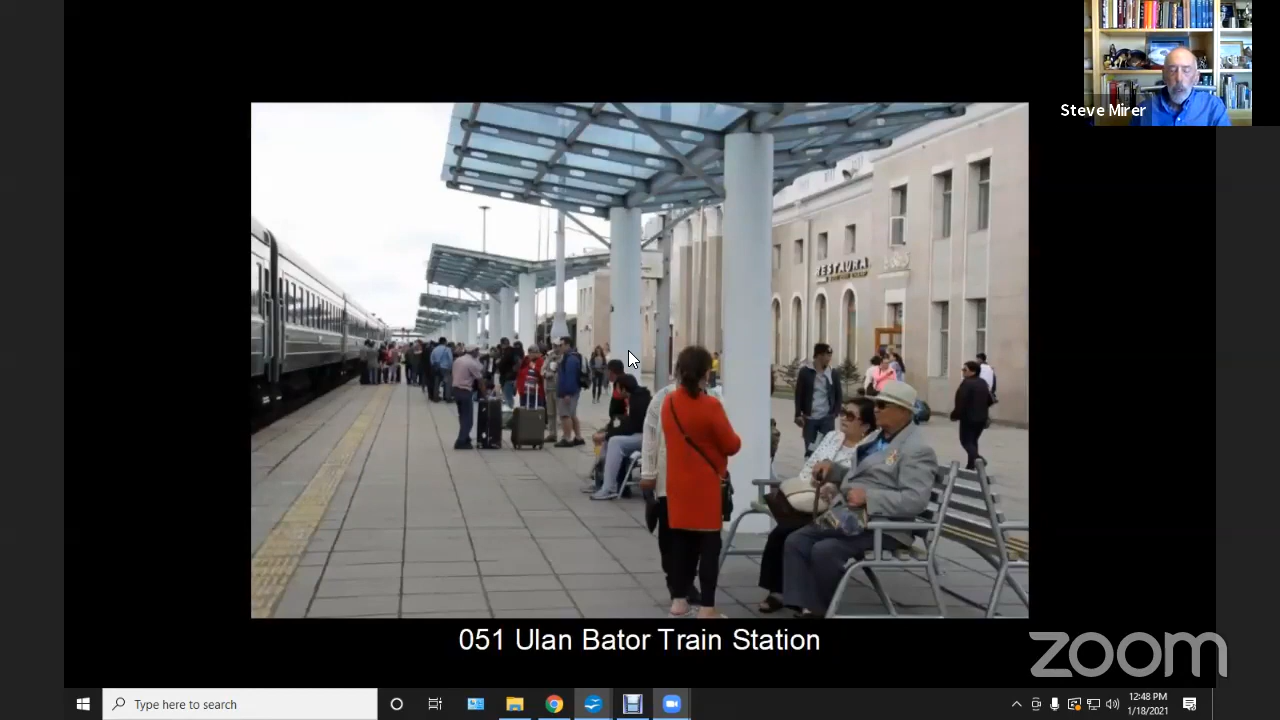 Steve Mirer
RESTAURA
051 Ulan Bator Train Station
zoom
Type here to search
12:48 PM
1/18/2021